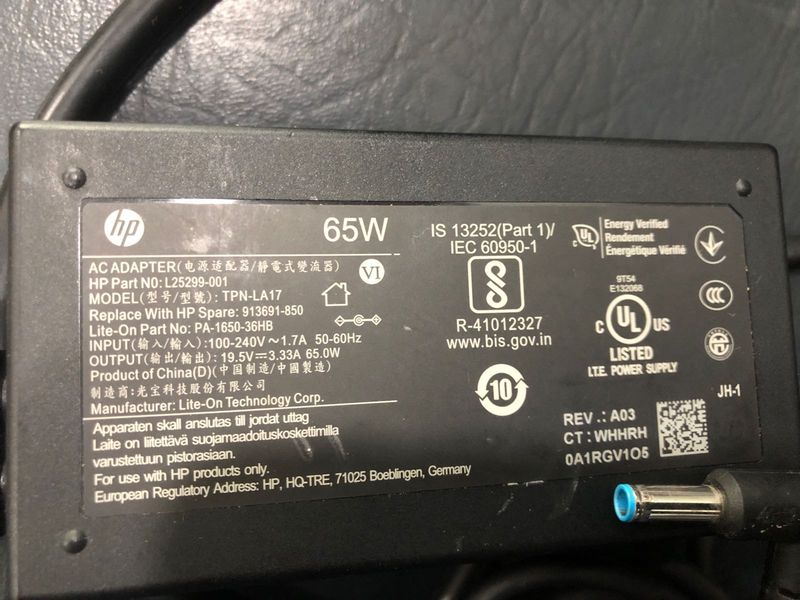 hp
65W
AC ADAPTER(电源适配器/靜電式變流器)
HP Part NO: L25299-001
MODEL(型号/型號): TPN-LA17
Replace With HP Spare: 913691-850
Lite-On Part No: PA-1650-36HB
INPUT(输入/輸入):100-240V~1.7A 50-60Hz
OUTPUT(输出/輸出): 19.5V⎓3.33A 65.0W
Product of China(D)(中国制造/中國製造)
制造商:光宝科技股份有限公司
Manufacturer: Lite-On Technology Corp.
VI
Apparaten skall anslutas till jordat uttag
Laite on liitettävä suojamaadoituskoskettimilla
varustettuun pistorasiaan.
For use with HP products only.
European Regulatory Address: HP, HQ-TRE, 71025 Boeblingen, Germany
IS 13252(Part 1)/
IEC 60950-1
R-41012327
www.bis.gov.in
10
C UL
Energy Verified
Rendement
Énergétique Vérifié
9T54
E132068
C UL US
LISTED
I.T.E. POWER SUPPLY
CCC
JH-1
REV .: A03
CT : WHHRH
0A1RGV1O5